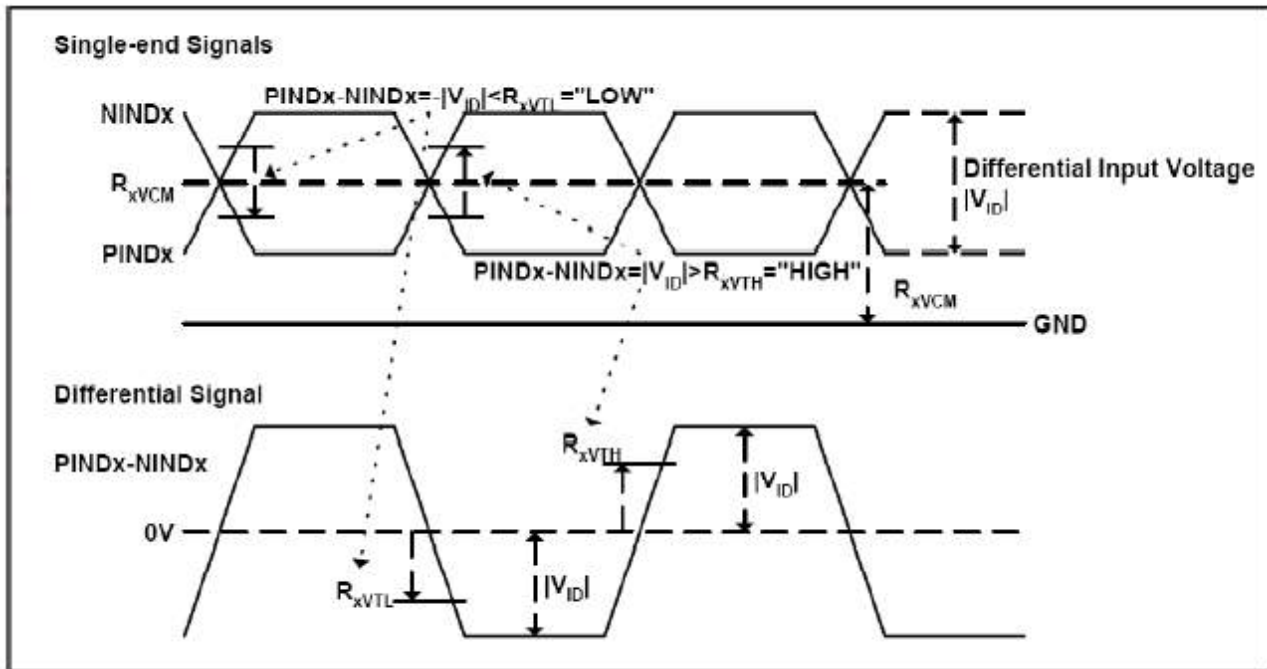 Single-end Signals
PINDx-NINDx=-|VID|<RxVTL="LOW"
NINDx
RxVCM
Differential Input Voltage
|VID|
PINDx
PINDx-NINDx=|VID|>RxVTH="HIGH"
RxVCM
GND
Differential Signal
RxVTH
PINDx-NINDx
|VID|
0V
RxVTL
|VID|